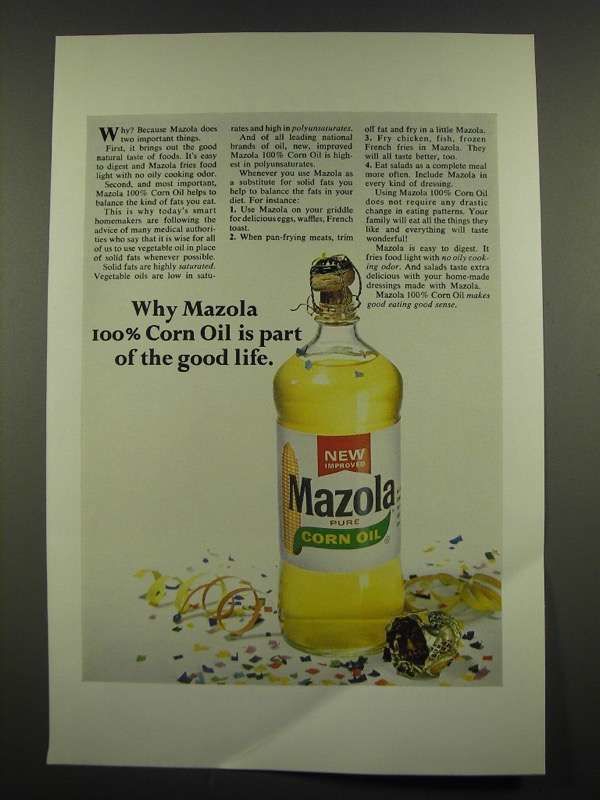 Why? Because Mazola does
two important things.
First, it brings out the good
natural taste of foods. It's easy
to digest and Mazola fries food
light with no oily cooking odor.
Second, and most important,
Mazola 100% Corn Oil helps to
balance the kind of fats you eat.
This is why today's smart
homemakers are following the
advice of many medical authori-
ties who say that it is wise for all
of us to use vegetable oil in place
of solid fats whenever possible.
Solid fats are highly saturated.
Vegetable oils are low in satu-
rates and high in polyunsaturates.
And of all leading national
brands of oil, new, improved
Mazola 100% Corn Oil is high-
est in polyunsaturates.
Whenever you use Mazola as
a substitute for solid fats you
help to balance the fats in your
diet. For instance:
1. Use Mazola on your griddle
for delicious eggs, waffles, French
toast.
2. When pan-frying meats, trim
off fat and fry in a little Mazola.
3. Fry chicken, fish, frozen
French fries in Mazola. They
will all taste better, too.
4. Eat salads as a complete meal
more often. Include Mazola in
every kind of dressing.
Using Mazola 100% Corn Oil
does not require any drastic
change in eating patterns. Your
family will eat all the things they
like and everything will taste
wonderful!
Mazola is easy to digest. It
fries food light with no oily cook-
ing odor. And salads taste extra
delicious with your home-made
dressings made with Mazola.
Mazola 100% Corn Oil makes
good eating good sense.
Why Mazola
100% Corn Oil is part
of the good life.
NEW
IMPROVED
Mazola
PURE
CORN OIL